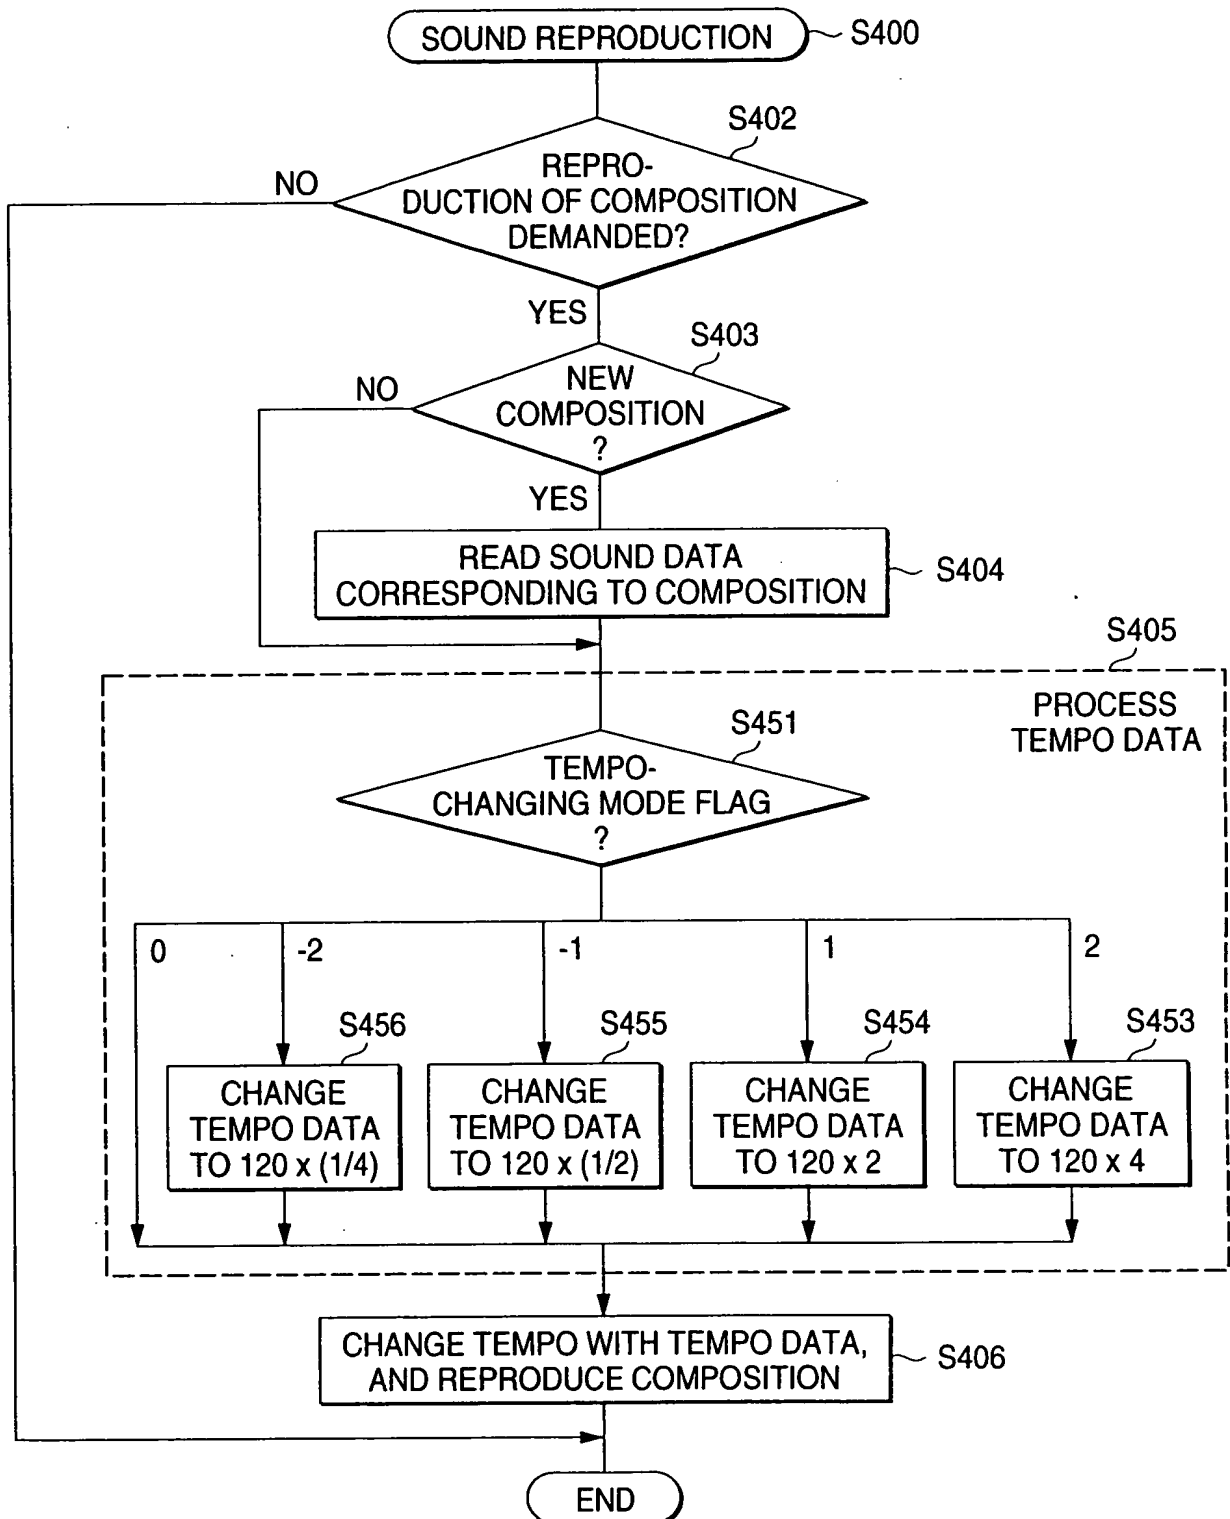 SOUND REPRODUCTION
S400
S402
REPRO-
DUCTION OF COMPOSITION
DEMANDED?
NO
YES
S403
NEW
COMPOSITION
?
NO
YES
READ SOUND DATA
CORRESPONDING TO COMPOSITION
S404
S405
PROCESS
TEMPO DATA
S451
TEMPO-
CHANGING MODE FLAG
?
0
-2
-1
1
2
S456
CHANGE
TEMPO DATA
TO 120 x (1/4)
S455
CHANGE
TEMPO DATA
TO 120 x (1/2)
S454
CHANGE
TEMPO DATA
TO 120 x 2
S453
CHANGE
TEMPO DATA
TO 120 x 4
CHANGE TEMPO WITH TEMPO DATA,
AND REPRODUCE COMPOSITION
S406
END